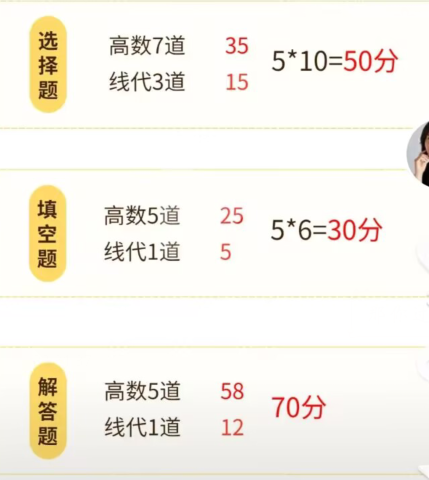 选择题
高数7道 35
线代3道 15
5*10=50分
填空题
高数5道 25
线代1道 5
5*6=30分
解答题
高数5道 58
线代1道 12
70分